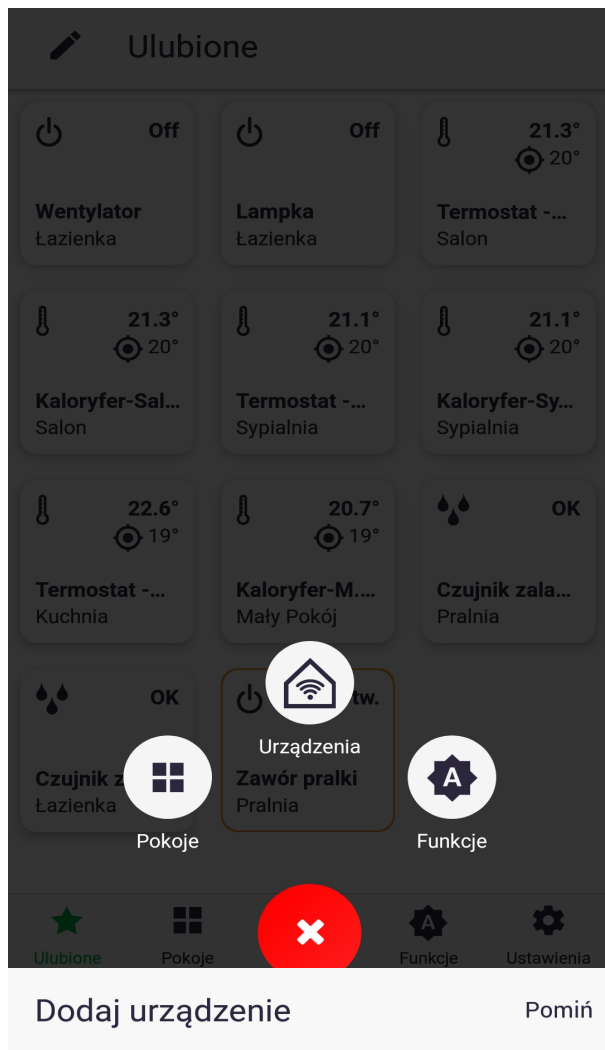 Ulubione
Off
Wentylator
Łazienka
Off
Lampka
Łazienka
21.3°
20°
Termostat -...
Salon
21.3°
20°
Kaloryfer-Sal...
Salon
21.1°
20°
Termostat -...
Sypialnia
21.1°
20°
Kaloryfer-Sy...
Sypialnia
22.6°
19°
Termostat -...
Kuchnia
20.7°
19°
Kaloryfer-M....
Mały Pokój
OK
Czujnik zala...
Pralnia
OK
Czujnik z
Łazienka
tw.
Zawór pralki
Pralnia
Urządzenia
Pokoje
A
Funkcje
Ulubione
Pokoje
A
Funkcje
Ustawienia
Dodaj urządzenie
Pomiń